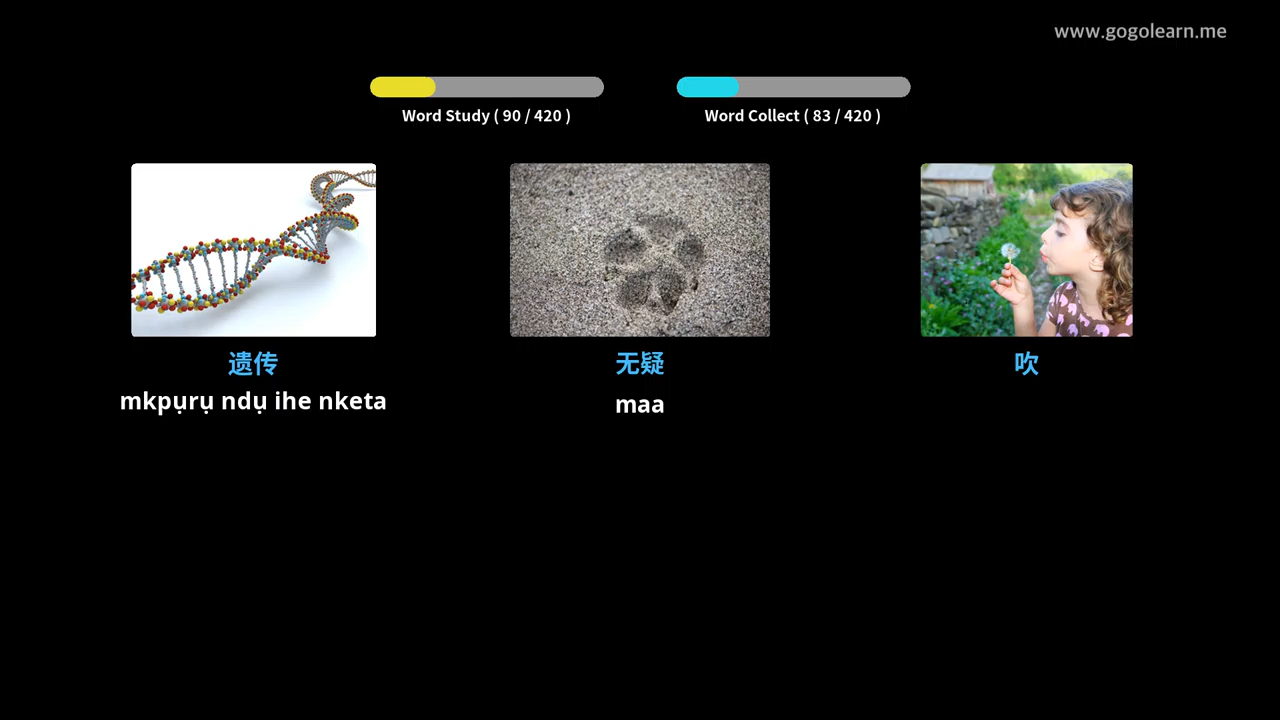 www.gogolearn.me
Word Study ( 90 / 420 )
Word Collect ( 83 / 420 )
遗传
无疑
吹
mkpụrụ ndụ ihe nketa
maa